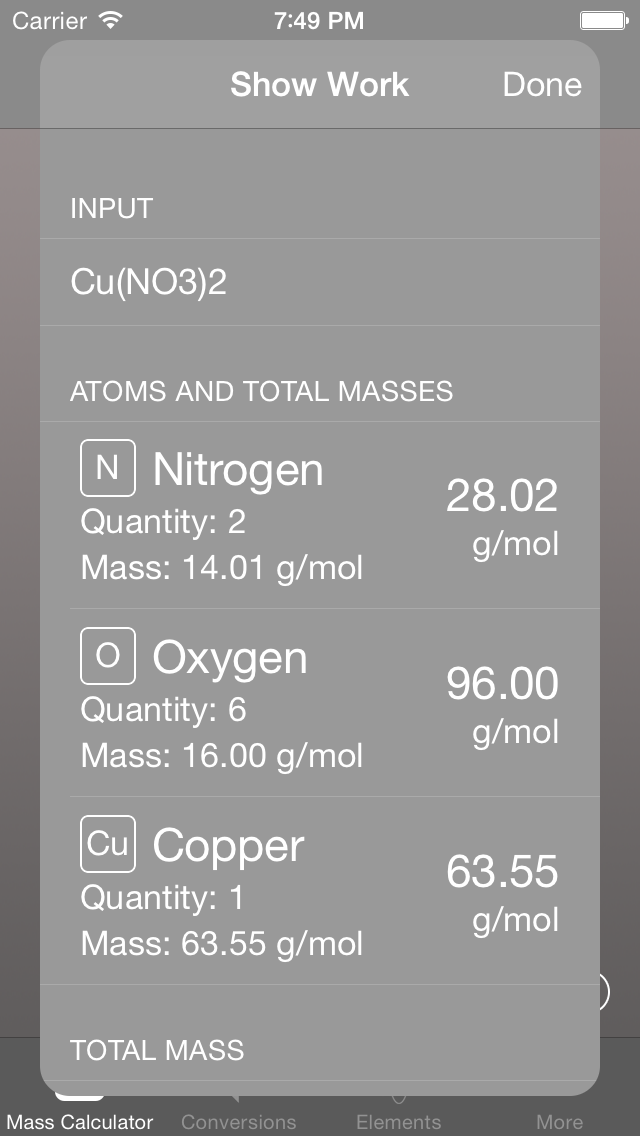 Carrier 7:49 PM
Show Work Done
INPUT
Cu(NO3)2
ATOMS AND TOTAL MASSES
N Nitrogen
28.02
Quantity: 2
g/mol
Mass: 14.01 g/mol
O Oxygen
96.00
Quantity: 6
g/mol
Mass: 16.00 g/mol
Cu Copper
63.55
Quantity: 1
g/mol
Mass: 63.55 g/mol
TOTAL MASS
Mass Calculator Conversions Elements More